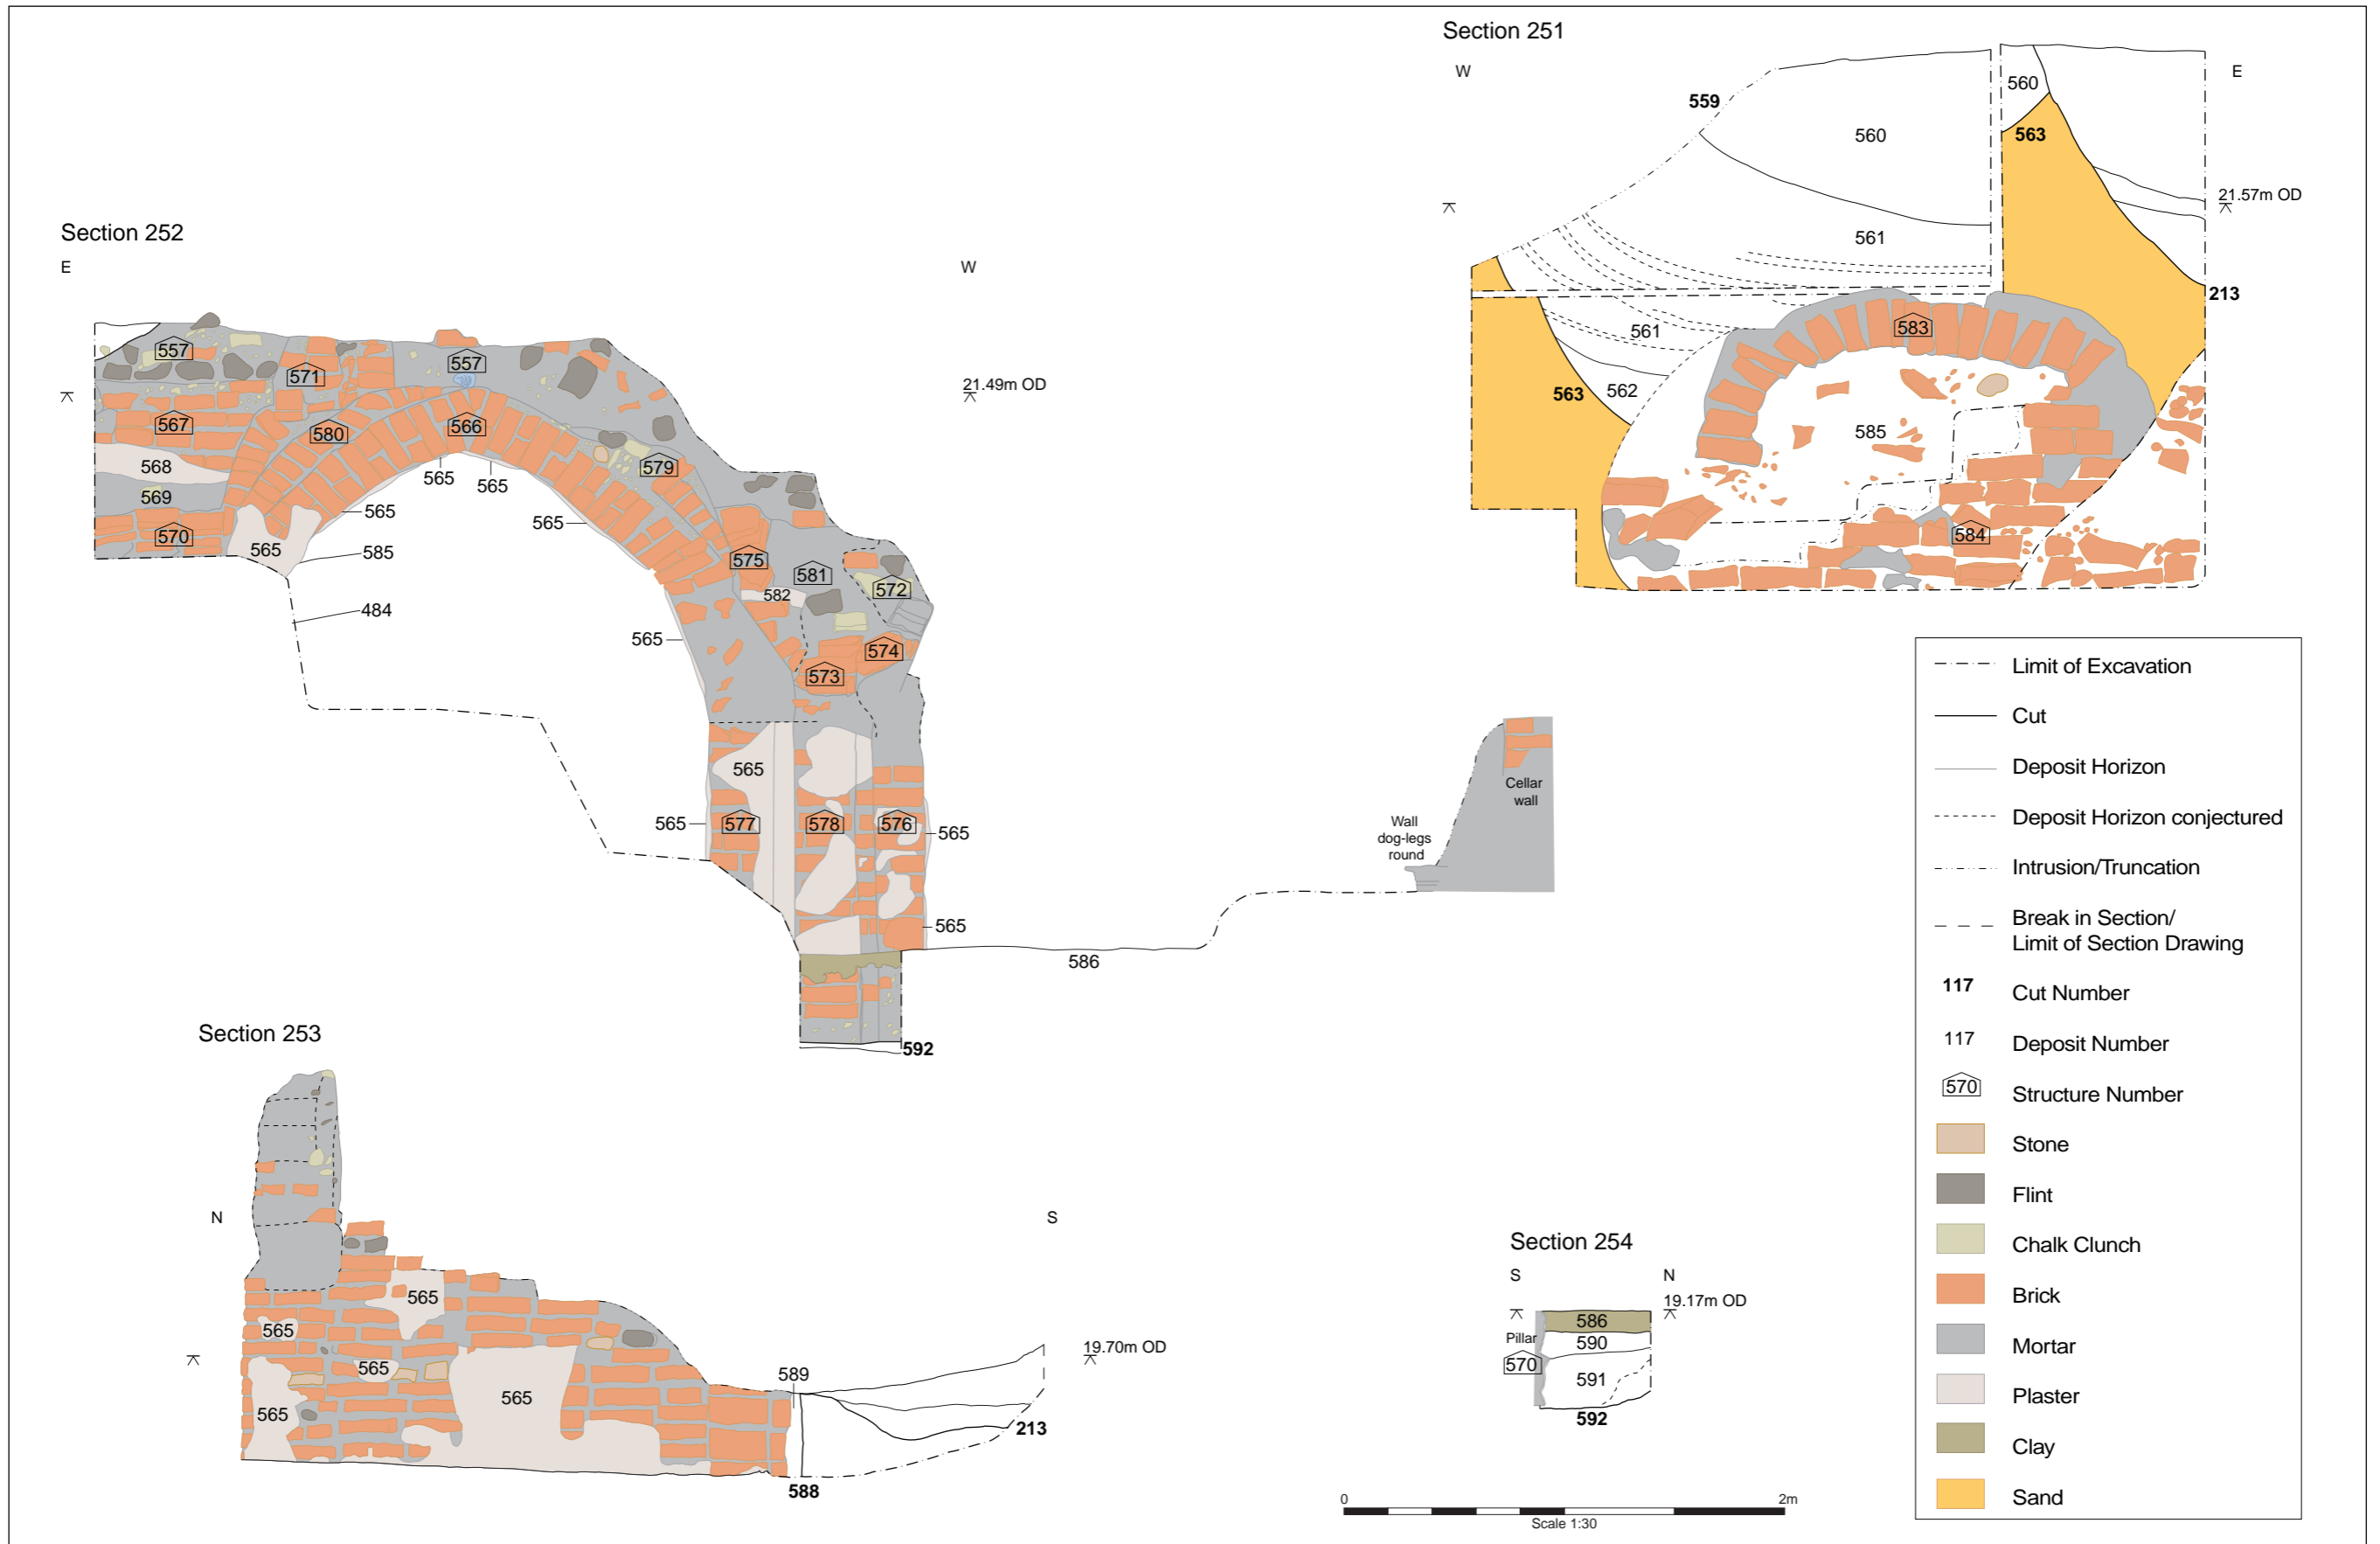 Section 251
W
E
559
560
560
563
21.57m OD
561
213
561
583
563
562
585
584
Section 252
E
W
557
571
557
21.49m OD
567
580
566
568
579
565
565
569
565
565
570
565
585
575
581
572
582
484
565
574
573
565
565
577
578
576
565
565
586
592
Cellar
wall
Wall
dog-legs
round
Section 253
N
S
565
565
565
565
565
589
19.70m OD
213
588
Section 254
S
N
19.17m OD
586
Pillar
590
570
591
592
0
2m
Scale 1:30
Limit of Excavation
Cut
Deposit Horizon
Deposit Horizon conjectured
Intrusion/Truncation
Break in Section/
Limit of Section Drawing
117 Cut Number
117 Deposit Number
570 Structure Number
Stone
Flint
Chalk Clunch
Brick
Mortar
Plaster
Clay
Sand